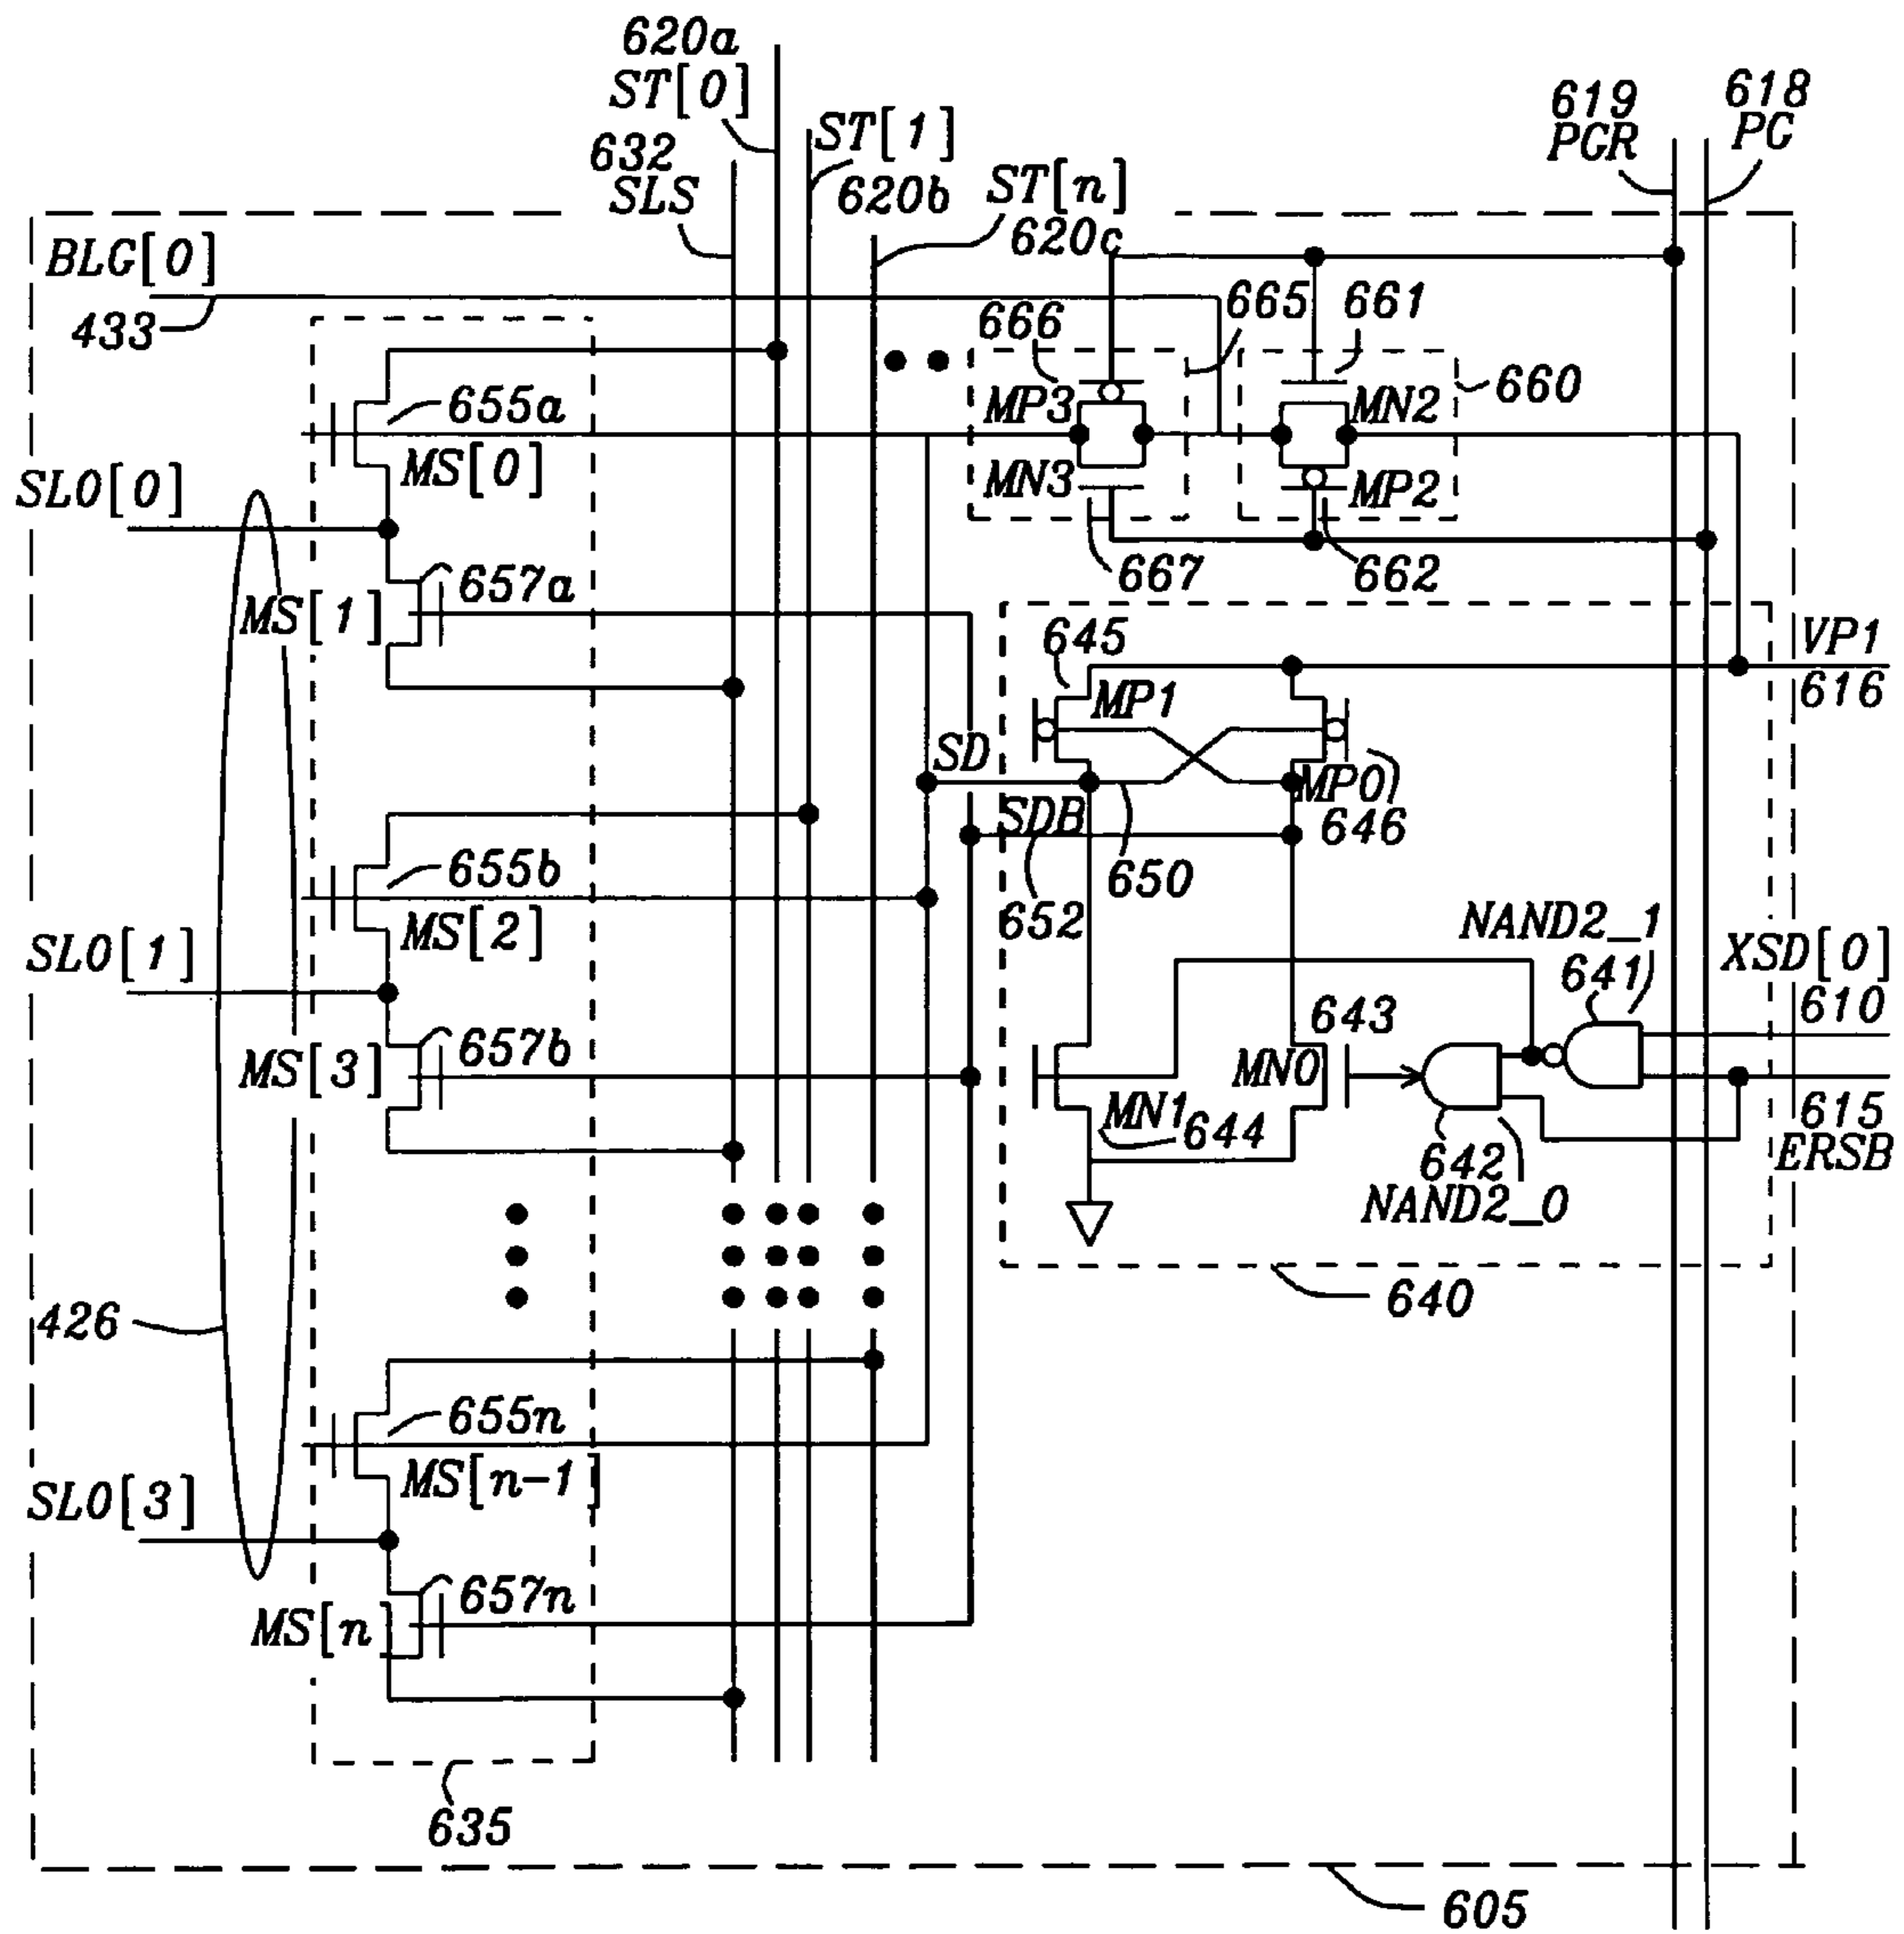 620a
ST[0]
619
PGR
618
PG
632
SLS
ST[1]
620b
ST[n]
620c
BLG[0]
433
666
665
661
660
655a
MS[0]
MP3
MN3
MN2
MP2
SLO[0]
667
662
MS[1]
657a
645
MP1
VP1
616
SD
MP0
646
SDB
655b
MS[2]
650
652
NAND2_1
641
XSD[0]
610
SLO[1]
MS[3]
657b
643
MN0
MN1
644
615
ERSB
642
NAND2_0
640
426
655n
MS[n-1]
SLO[3]
MS[n]
657n
635
605